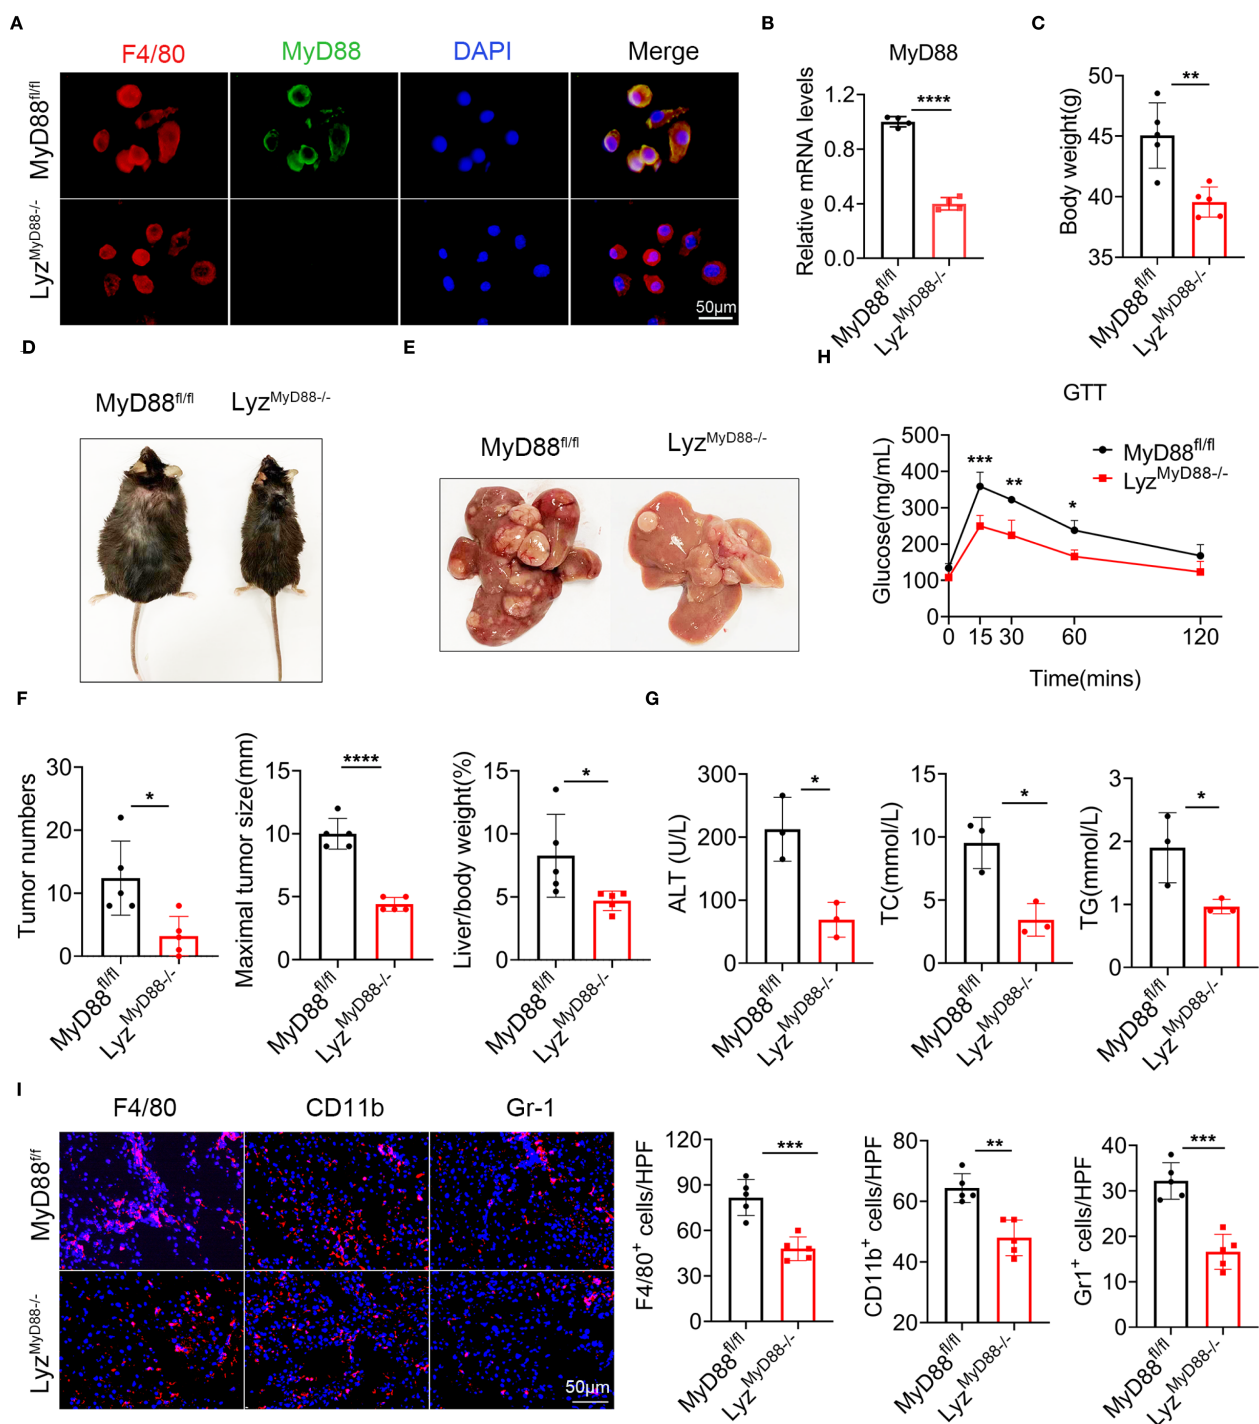 A
F4/80 MyD88 DAPI Merge
MyD88fl/fl
LyzMyD88-/-
50μm
B
MyD88
Relative mRNA levels
1.2
0.8
0.4
0.0
****
MyD88fl/fl
LyzMyD88-/-
C
Body weight(g)
50
45
40
35
**
MyD88fl/fl
LyzMyD88-/-
D
MyD88fl/fl LyzMyD88-/-
E
MyD88fl/fl LyzMyD88-/-
H
GTT
Glucose(mg/mL)
500
400
300
200
100
0
*** ** *
MyD88fl/fl
LyzMyD88-/-
0 15 30 60 120
Time(mins)
F
Tumor numbers
30
20
10
0
*
MyD88fl/fl
LyzMyD88-/-
Maximal tumor size(mm)
15
10
5
0
****
MyD88fl/fl
LyzMyD88-/-
Liver/body weight(%)
15
10
5
0
*
MyD88fl/fl
LyzMyD88-/-
G
ALT (U/L)
300
200
100
0
*
MyD88fl/fl
LyzMyD88-/-
TC(mmol/L)
15
10
5
0
*
MyD88fl/fl
LyzMyD88-/-
TG(mmol/L)
3
2
1
0
*
MyD88fl/fl
LyzMyD88-/-
I
F4/80 CD11b Gr-1
MyD88f/f
LyzMyD88-/-
50μm
F4/80+ cells/HPF
120
90
60
30
0
***
MyD88fl/fl
LyzMyD88-/-
CD11b+ cells/HPF
80
60
40
20
**
MyD88fl/fl
LyzMyD88-/-
Gr1+ cells/HPF
40
30
20
10
0
***
MyD88fl/fl
LyzMyD88-/-